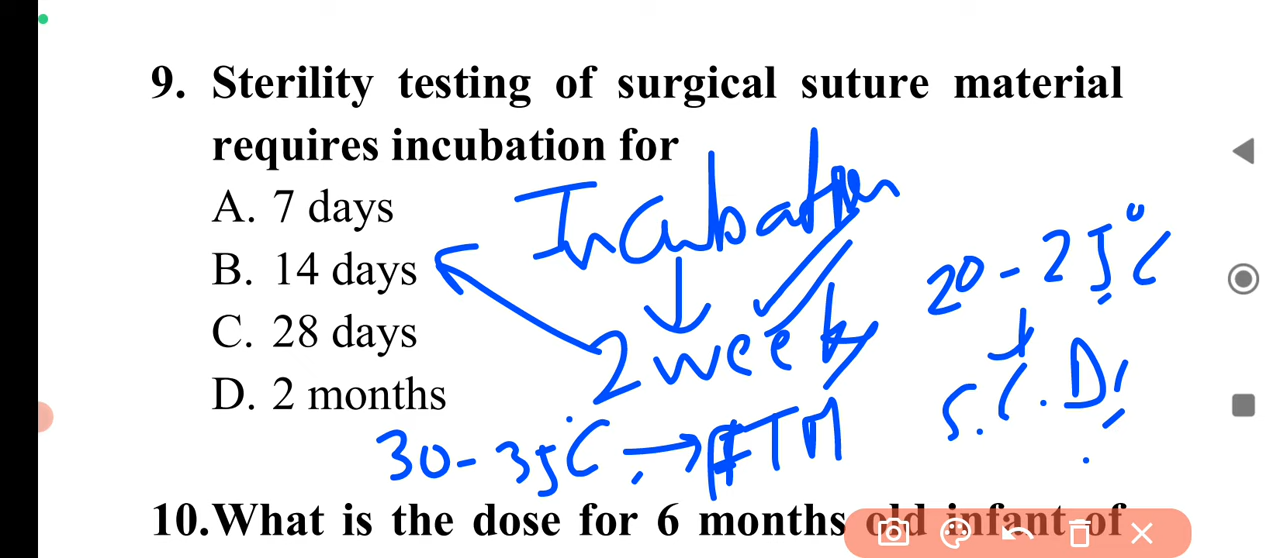 9. Sterility testing of surgical suture material
requires incubation for
A. 7 days
B. 14 days
C. 28 days
D. 2 months
Incubation
2 week
20-25°C
S.C.D.
30-35°C → FTM
10.What is the dose for 6 months old infant of